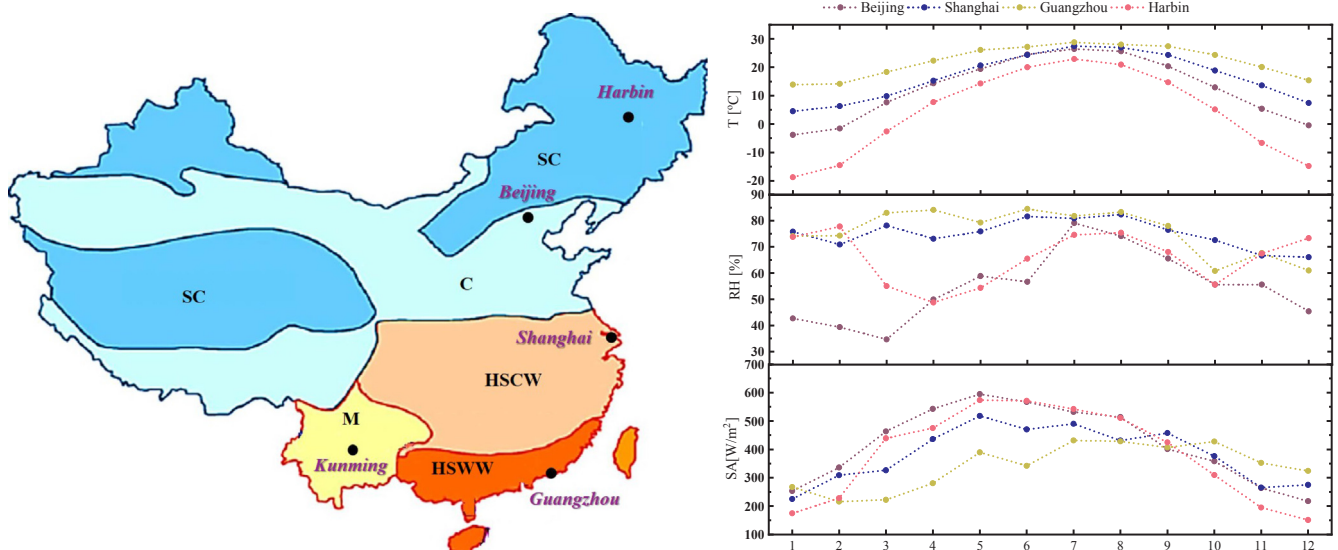 Harbin
SC
Beijing
SC
C
Shanghai
HSCW
M
Kunming
HSWW
Guangzhou
Beijing Shanghai Guangzhou Harbin
T [°C]
30
20
10
0
-10
-20
90
RH [%]
80
70
60
50
40
30
700
SA[W/m²]
600
500
400
300
200
100
1 2 3 4 5 6 7 8 9 10 11 12